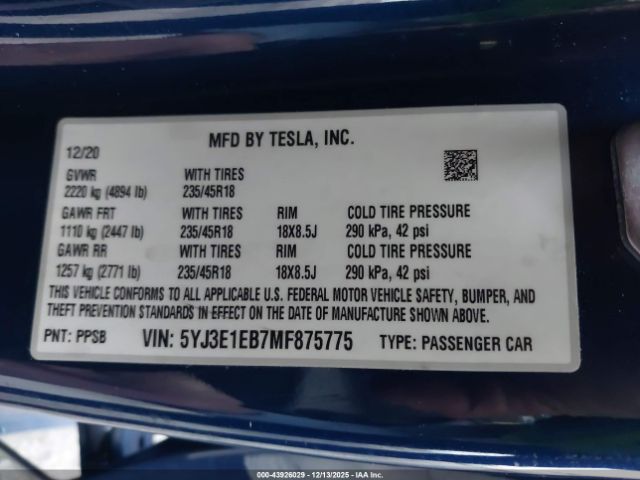 MFD BY TESLA, INC.
12/20
GVWR WITH TIRES
2220 kg (4894 lb) 235/45R18
GAWR FRT WITH TIRES RIM COLD TIRE PRESSURE
1110 kg (2447 lb) 235/45R18 18X8.5J 290 kPa, 42 psi
GAWR RR WITH TIRES RIM COLD TIRE PRESSURE
1257 kg (2771 lb) 235/45R18 18X8.5J 290 kPa, 42 psi
THIS VEHICLE CONFORMS TO ALL APPLICABLE U.S. FEDERAL MOTOR VEHICLE SAFETY, BUMPER, AND
THEFT PREVENTION STANDARDS IN EFFECT ON THE DATE OF MANUFACTURE SHOWN ABOVE.
PNT: PPSB VIN: 5YJ3E1EB7MF875775 TYPE: PASSENGER CAR
000-43926029 - 12/13/2025 - IAA Inc.